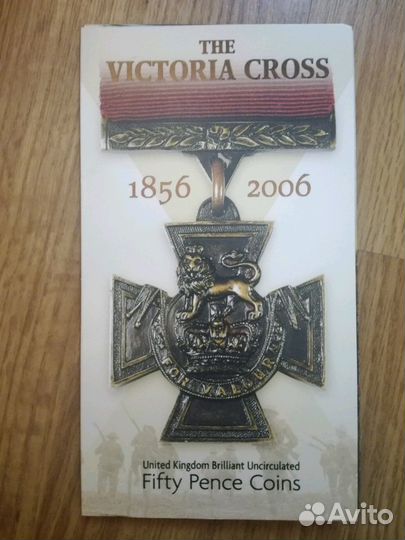 THE
VICTORIA CROSS
1856 2006
FOR VALOUR
United Kingdom Brilliant Uncirculated
Fifty Pence Coins
Avito